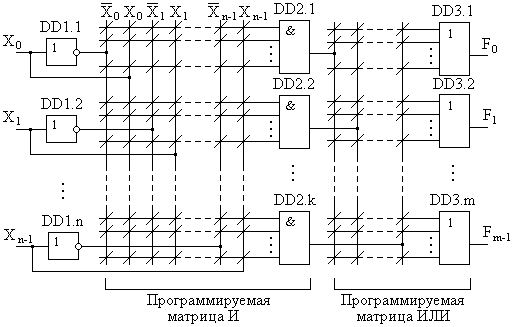 X̅0 X0 X̅1 X1 X̅n-1 Xn-1
DD1.1 DD2.1 DD3.1
X0 1 & 1 F0
DD1.2 DD2.2 DD3.2
X1 1 & 1 F1
DD1.n DD2.k DD3.m
Xn-1 1 & 1 Fm-1
Программируемая Программируемая
матрица И матрица ИЛИ